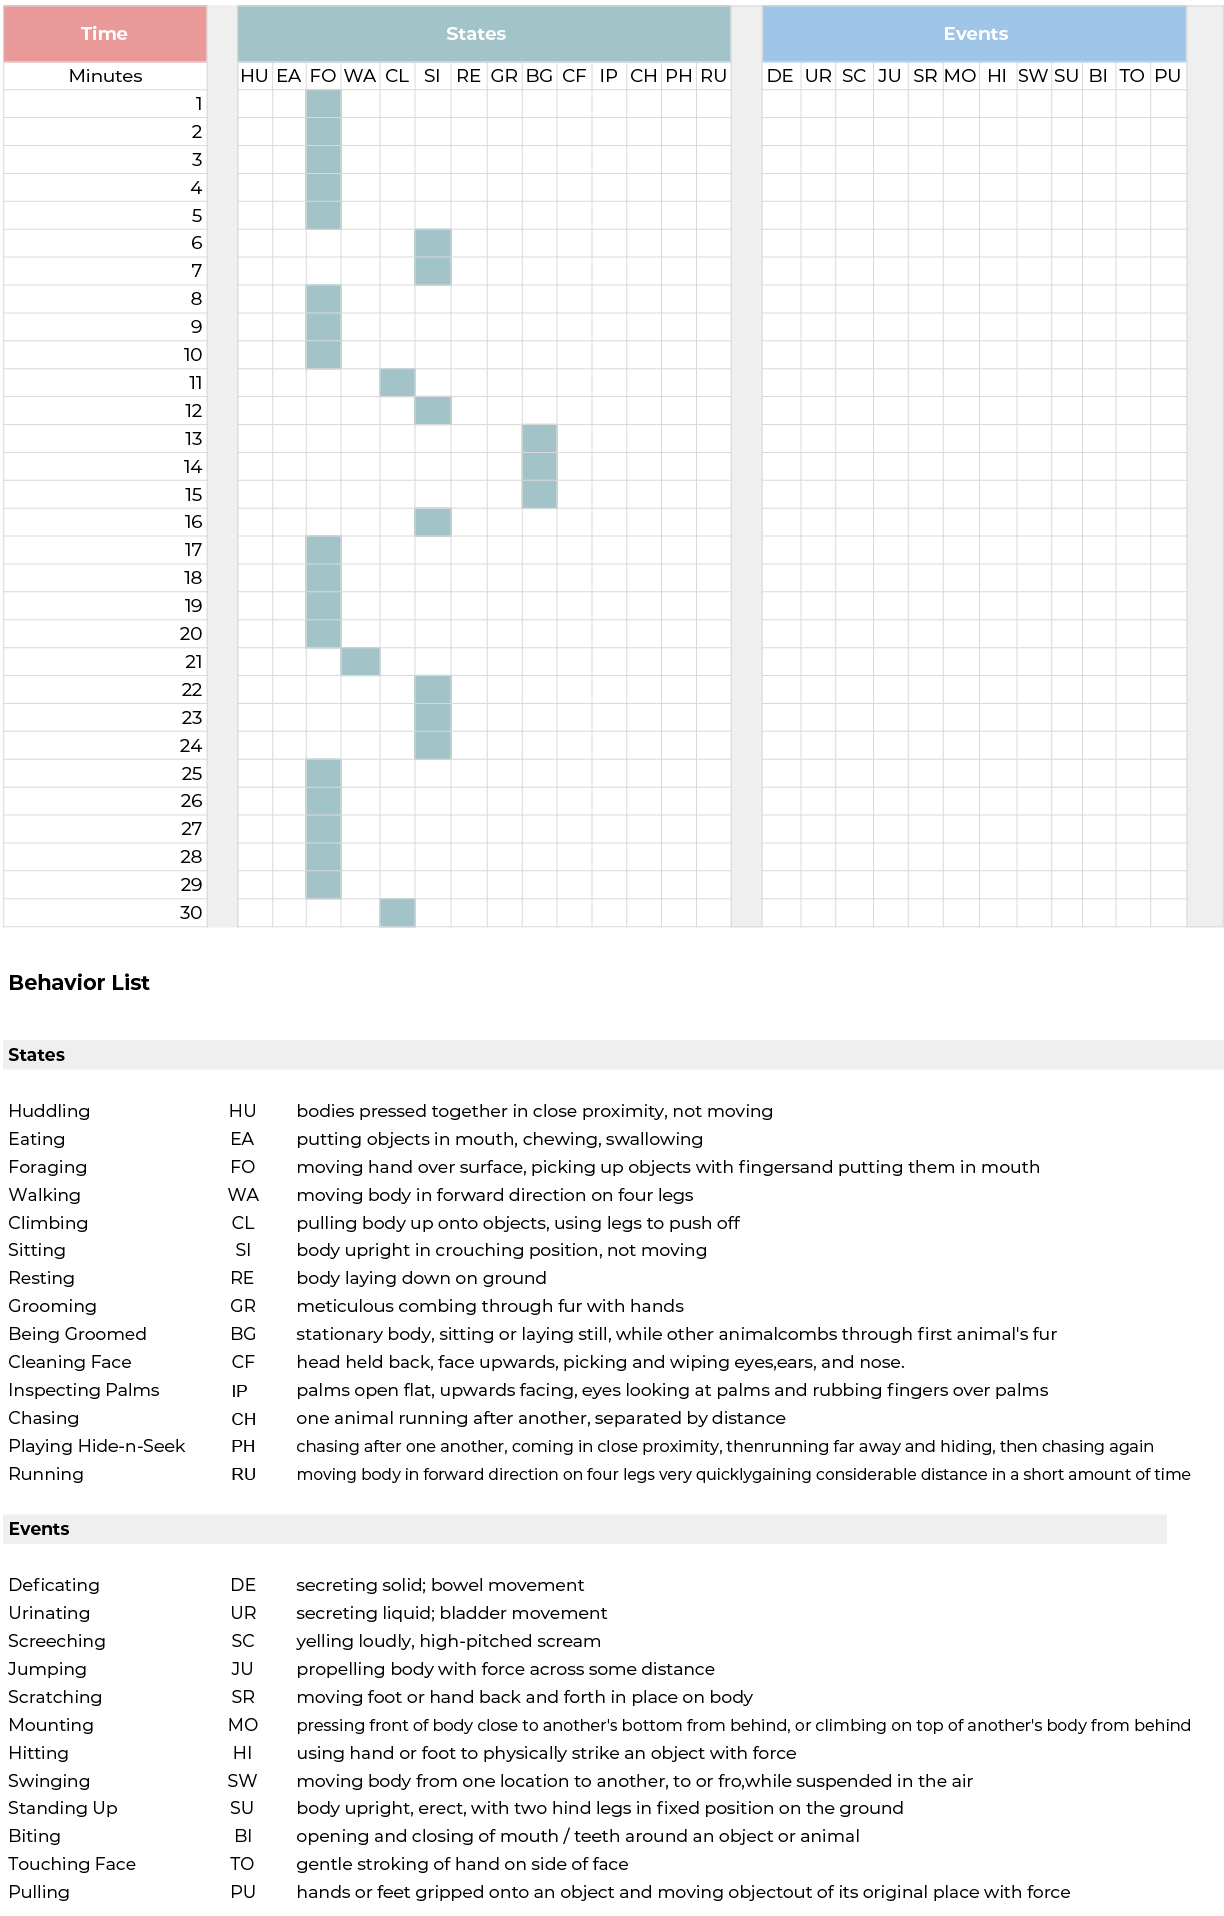 Time States Events
Minutes HU EA FO WA CL SI RE GR BG CF IP CH PH RU DE UR SC JU SR MO HI SW SU BI TO PU
1
2
3
4
5
6
7
8
9
10
11
12
13
14
15
16
17
18
19
20
21
22
23
24
25
26
27
28
29
30
Behavior List
States
Huddling HU bodies pressed together in close proximity, not moving
Eating EA putting objects in mouth, chewing, swallowing
Foraging FO moving hand over surface, picking up objects with fingersand putting them in mouth
Walking WA moving body in forward direction on four legs
Climbing CL pulling body up onto objects, using legs to push off
Sitting SI body upright in crouching position, not moving
Resting RE body laying down on ground
Grooming GR meticulous combing through fur with hands
Being Groomed BG stationary body, sitting or laying still, while other animalcombs through first animal's fur
Cleaning Face CF head held back, face upwards, picking and wiping eyes,ears, and nose.
Inspecting Palms IP palms open flat, upwards facing, eyes looking at palms and rubbing fingers over palms
Chasing CH one animal running after another, separated by distance
Playing Hide-n-Seek PH chasing after one another, coming in close proximity, thenrunning far away and hiding, then chasing again
Running RU moving body in forward direction on four legs very quicklygaining considerable distance in a short amount of time
Events
Deficating DE secreting solid; bowel movement
Urinating UR secreting liquid; bladder movement
Screeching SC yelling loudly, high-pitched scream
Jumping JU propelling body with force across some distance
Scratching SR moving foot or hand back and forth in place on body
Mounting MO pressing front of body close to another's bottom from behind, or climbing on top of another's body from behind
Hitting HI using hand or foot to physically strike an object with force
Swinging SW moving body from one location to another, to or fro,while suspended in the air
Standing Up SU body upright, erect, with two hind legs in fixed position on the ground
Biting BI opening and closing of mouth / teeth around an object or animal
Touching Face TO gentle stroking of hand on side of face
Pulling PU hands or feet gripped onto an object and moving objectout of its original place with force